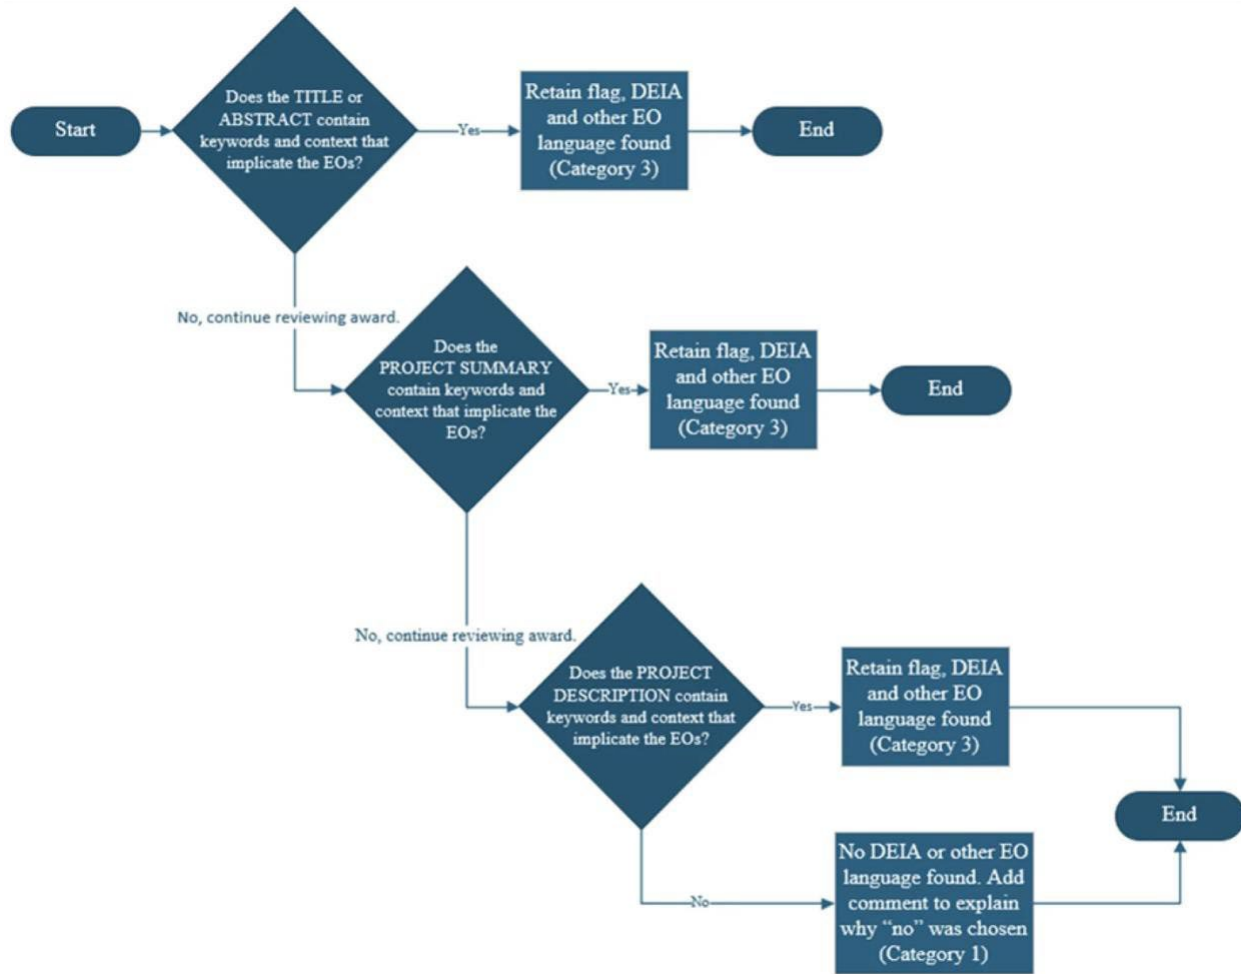 Start
Does the TITLE or
ABSTRACT contain
keywords and context that
implicate the EOs?
Yes
Retain flag, DEIA
and other EO
language found
(Category 3)
End
No, continue reviewing award.
Does the
PROJECT SUMMARY
contain keywords and
context that implicate the
EOs?
Yes
Retain flag, DEIA
and other EO
language found
(Category 3)
End
No, continue reviewing award.
Does the PROJECT
DESCRIPTION contain
keywords and context that
implicate the EOs?
Yes
Retain flag, DEIA
and other EO
language found
(Category 3)
End
No
No DEIA or other EO
language found. Add
comment to explain
why “no” was chosen
(Category 1)